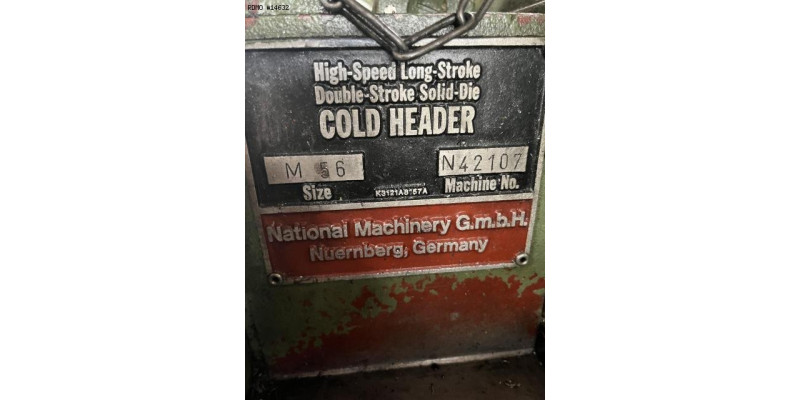 RDMO #14632
High-Speed Long-Stroke
Double-Stroke Solid-Die
COLD HEADER
M 56 N42107
Size Machine No.
National Machinery G.m.b.H.
Nuernberg, Germany